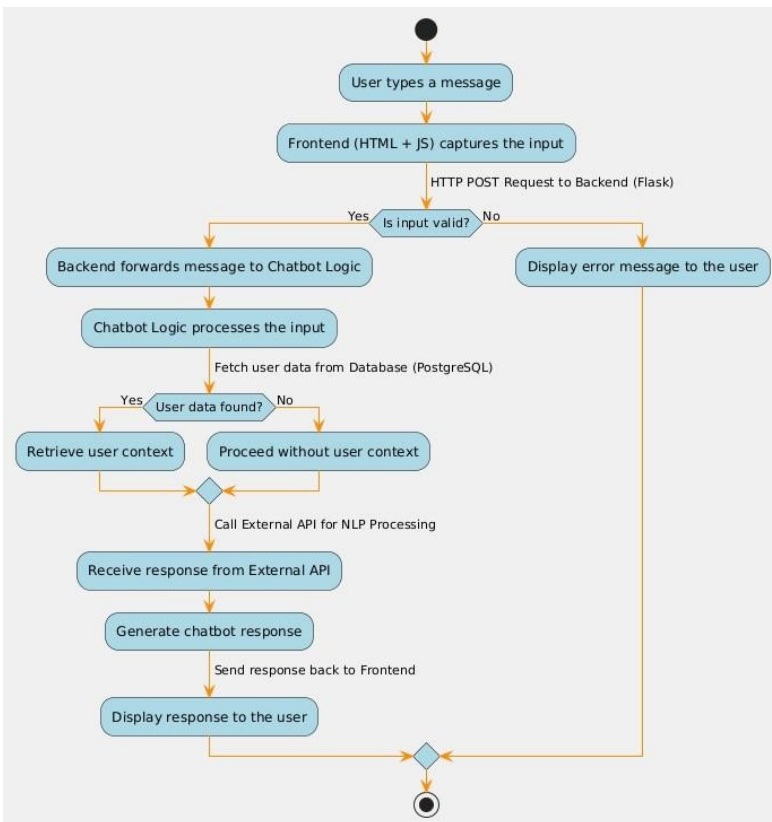 User types a message
Frontend (HTML + JS) captures the input
HTTP POST Request to Backend (Flask)
Yes
Is input valid?
No
Backend forwards message to Chatbot Logic
Display error message to the user
Chatbot Logic processes the input
Fetch user data from Database (PostgreSQL)
Yes
User data found?
No
Retrieve user context
Proceed without user context
Call External API for NLP Processing
Receive response from External API
Generate chatbot response
Send response back to Frontend
Display response to the user